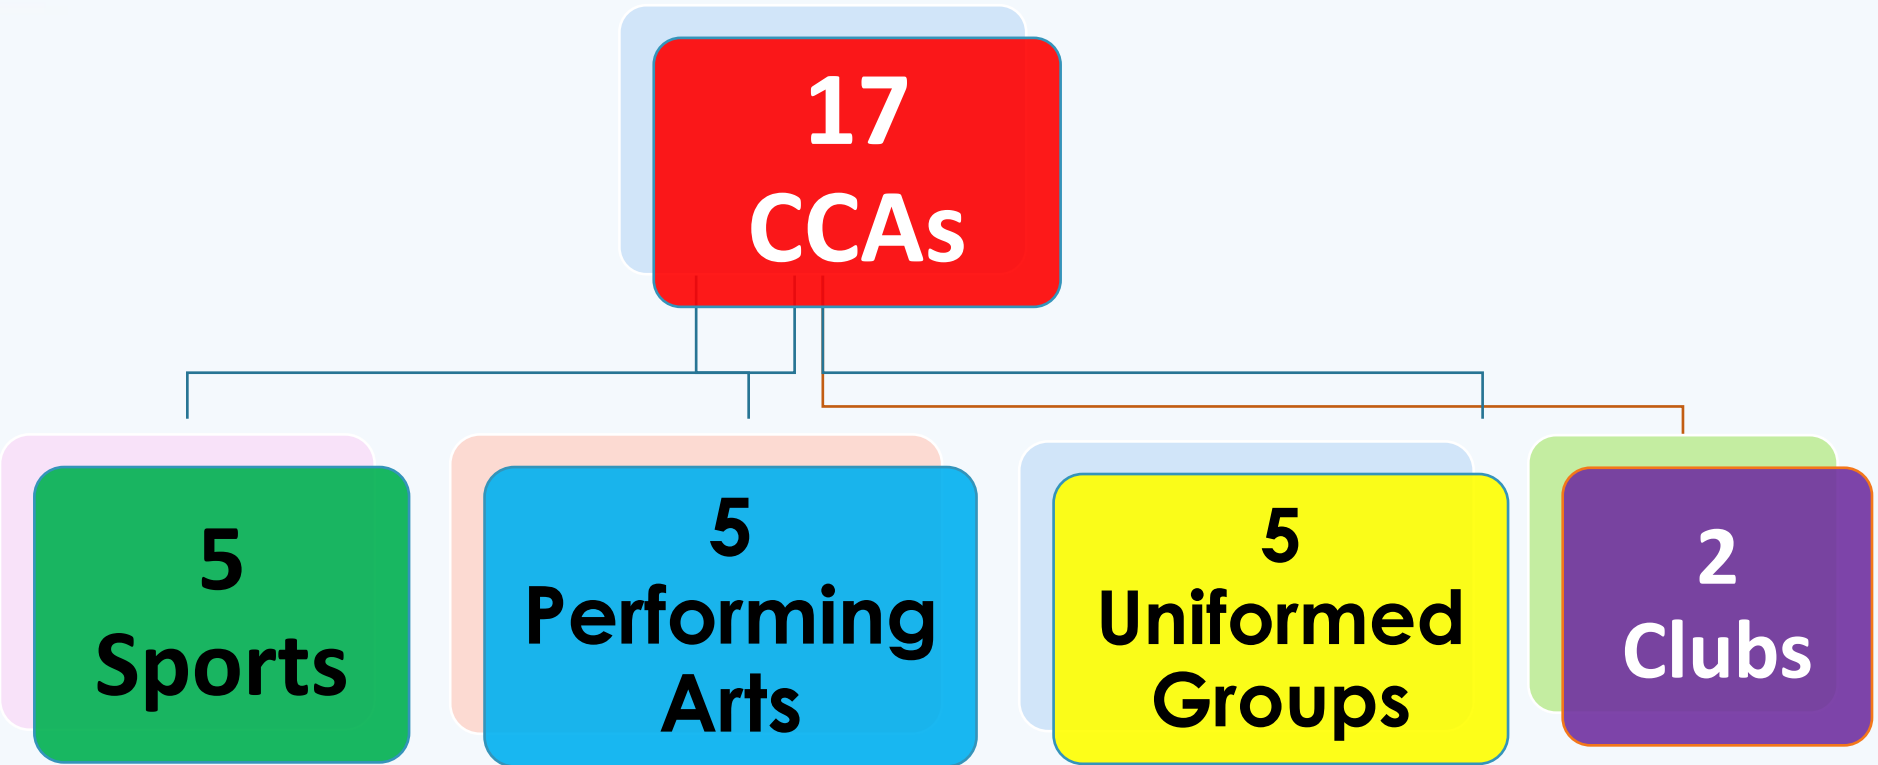 17
CCAs
5
Sports
5
Performing
Arts
5
Uniformed
Groups
2
Clubs